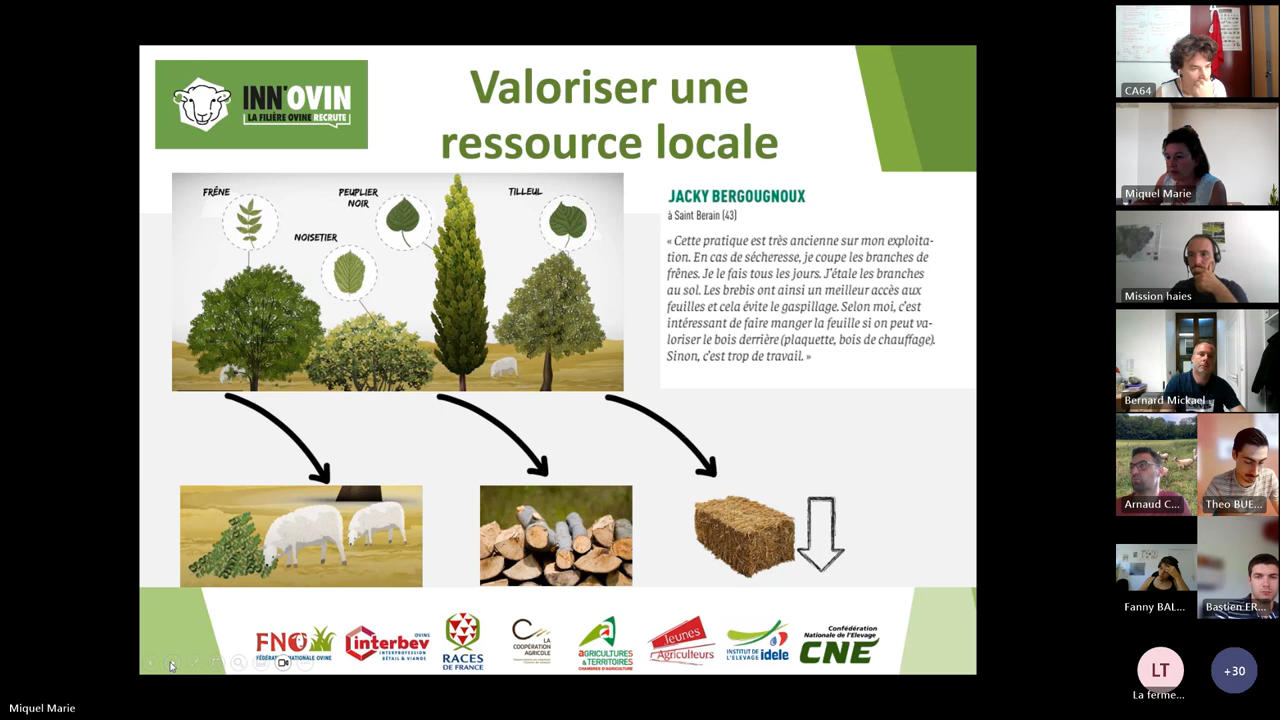 INN'OVIN
LA FILIÈRE OVINE RECRUTE
Valoriser une
ressource locale
FRÊNE
PEUPLIER
NOIR
TILLEUL
NOISETIER
JACKY BERGOUGNOUX
à Saint Berain (43)
« Cette pratique est très ancienne sur mon exploita-
tion. En cas de sécheresse, je coupe les branches de
frênes. Je le fais tous les jours. J'étale les branches
au sol. Les brebis ont ainsi un meilleur accès aux
feuilles et cela évite le gaspillage. Selon moi, c'est
intéressant de faire manger la feuille si on peut va-
loriser le bois derrière (plaquette, bois de chauffage).
Sinon, c'est trop de travail. »
FNO
OVINE
interbev
OVINS
INTERPROFESSION
BÉTAIL & VIANDE
RACES
DE FRANCE
LA
COOPÉRATION
AGRICOLE
AGRICULTURES
& TERRITOIRES
CHAMBRES D'AGRICULTURE
Jeunes
Agriculteurs
INSTITUT
DE L'ELEVAGE idele
Confédération
Nationale de l'Elevage
CNE
CA64
Miquel Marie
Mission haies
Bernard Mickael
Arnaud C...
Theo BUE...
Fanny BAL...
Bastien ER...
LT
+30
La ferme...
Miquel Marie